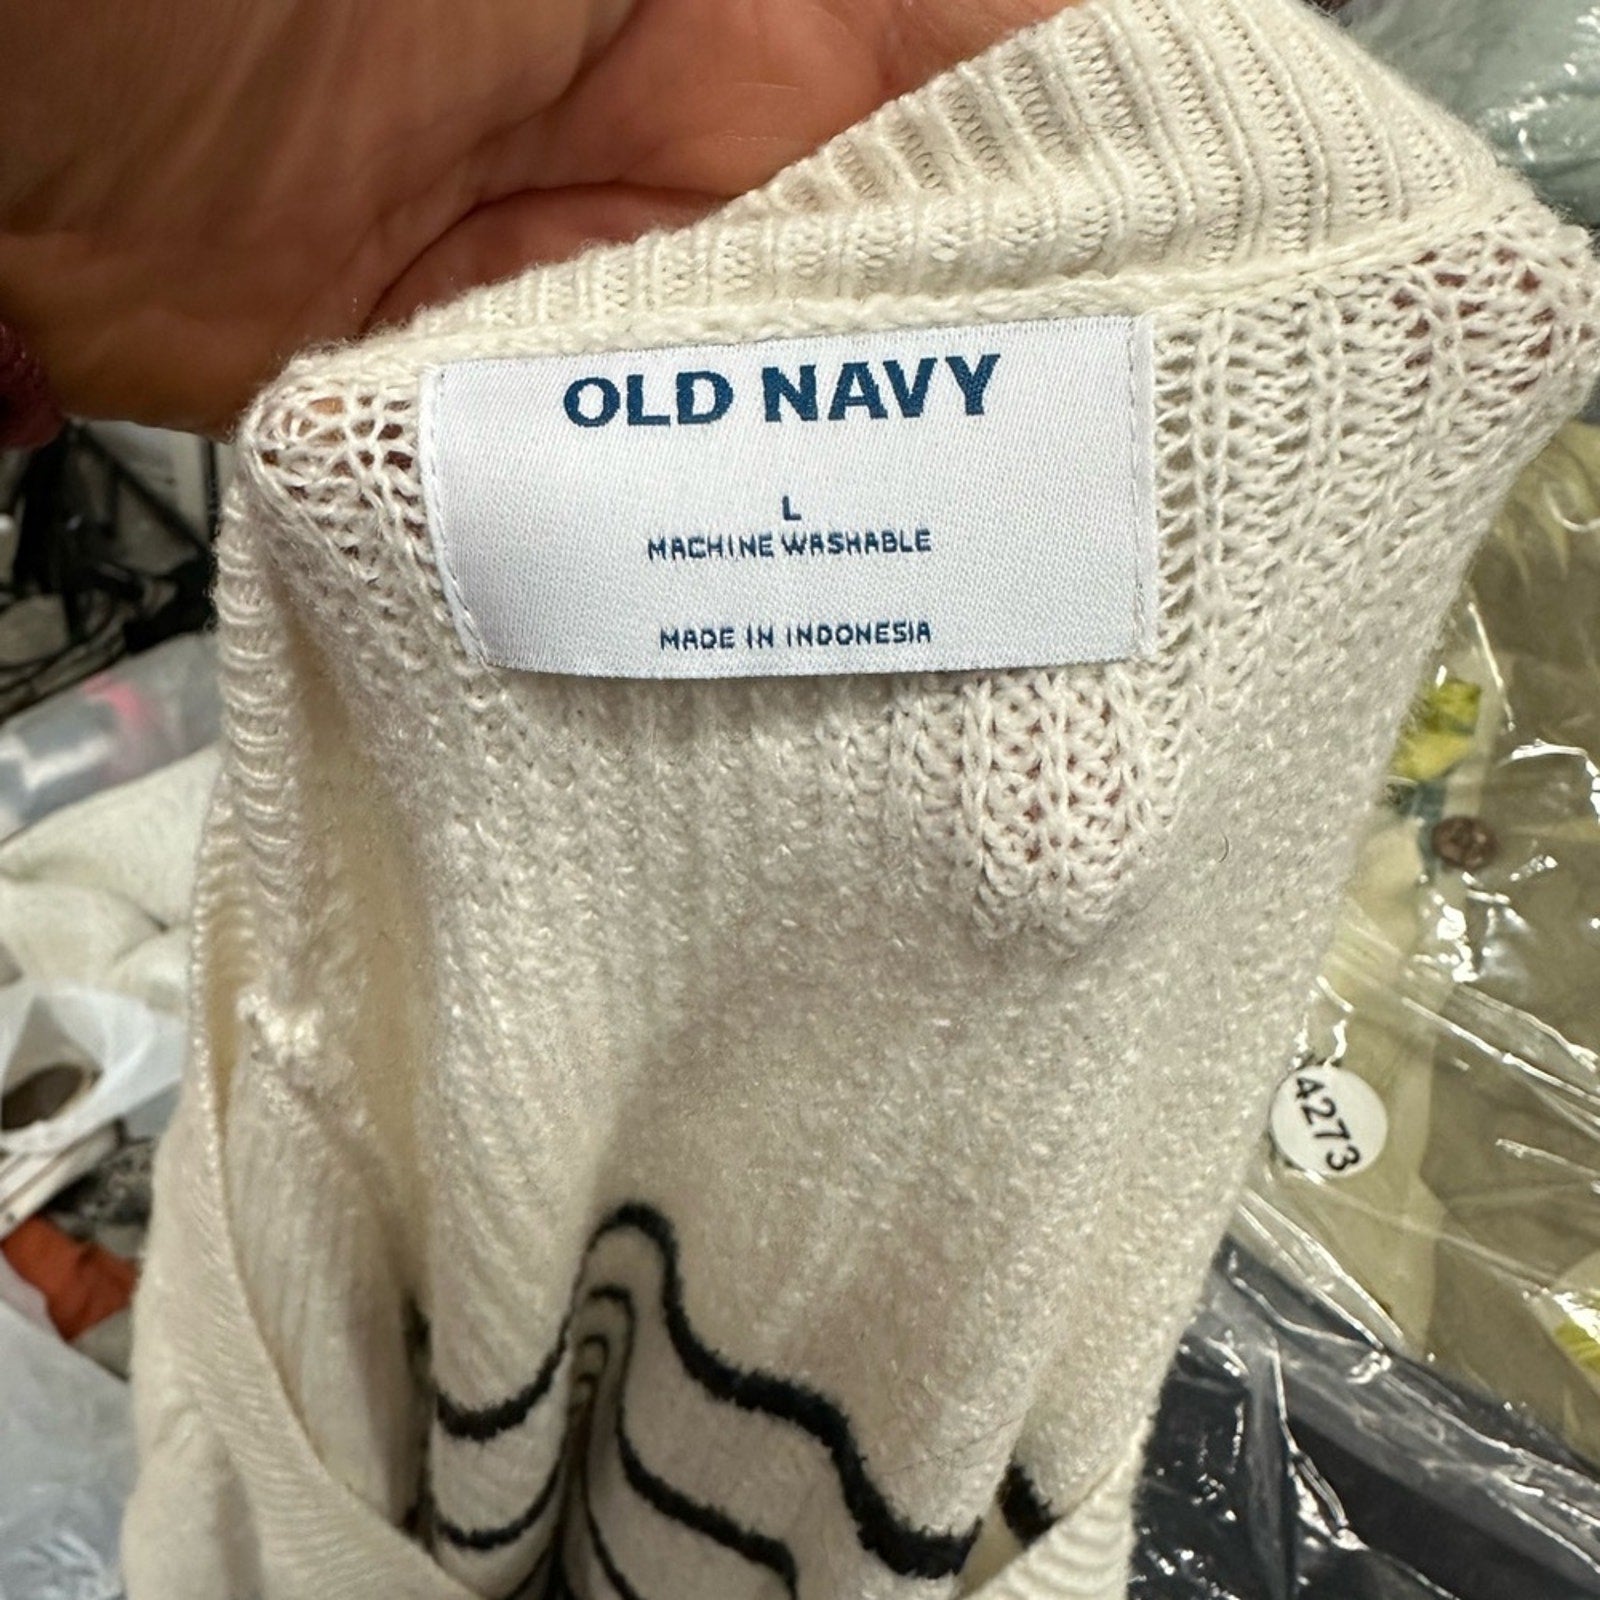 OLD NAVY
L
MACHINE WASHABLE
MADE IN INDONESIA
4273